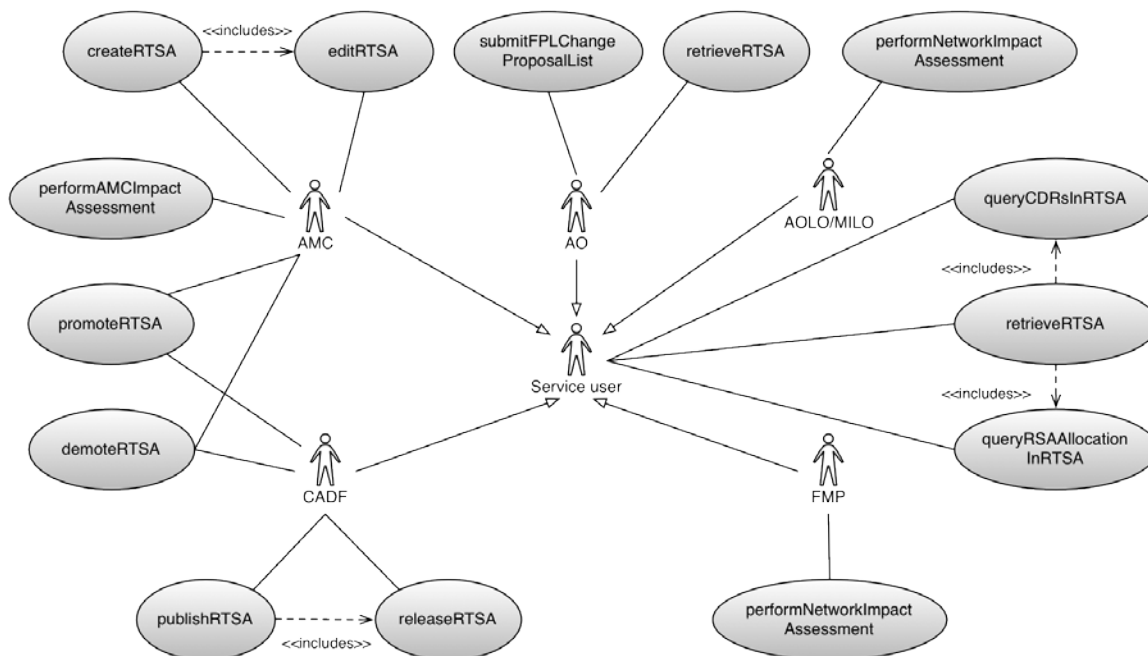 createRTSA
<<includes>>
editRTSA
submitFPLChange
ProposalList
retrieveRTSA
performNetworkImpact
Assessment
performAMCImpact
Assessment
AMC
AO
AOLO/MILO
queryCDRsInRTSA
<<includes>>
promoteRTSA
retrieveRTSA
Service user
<<includes>>
demoteRTSA
queryRSAAllocation
InRTSA
CADF
FMP
publishRTSA
<<includes>>
releaseRTSA
performNetworkImpact
Assessment